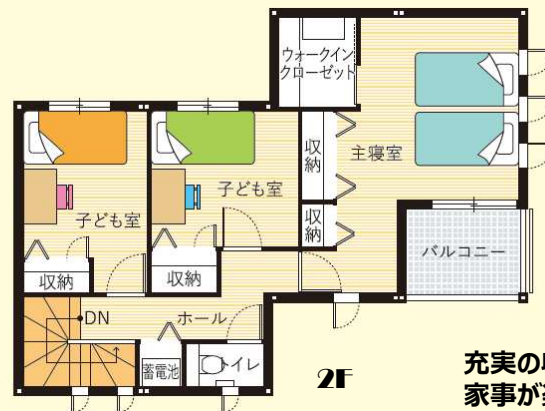 ウォークイン
クローゼット
収納
主寝室
子ども室
収納
子ども室
バルコニー
収納
収納
DN
ホール
蓄電池
トイレ
2F
充実の
家事が